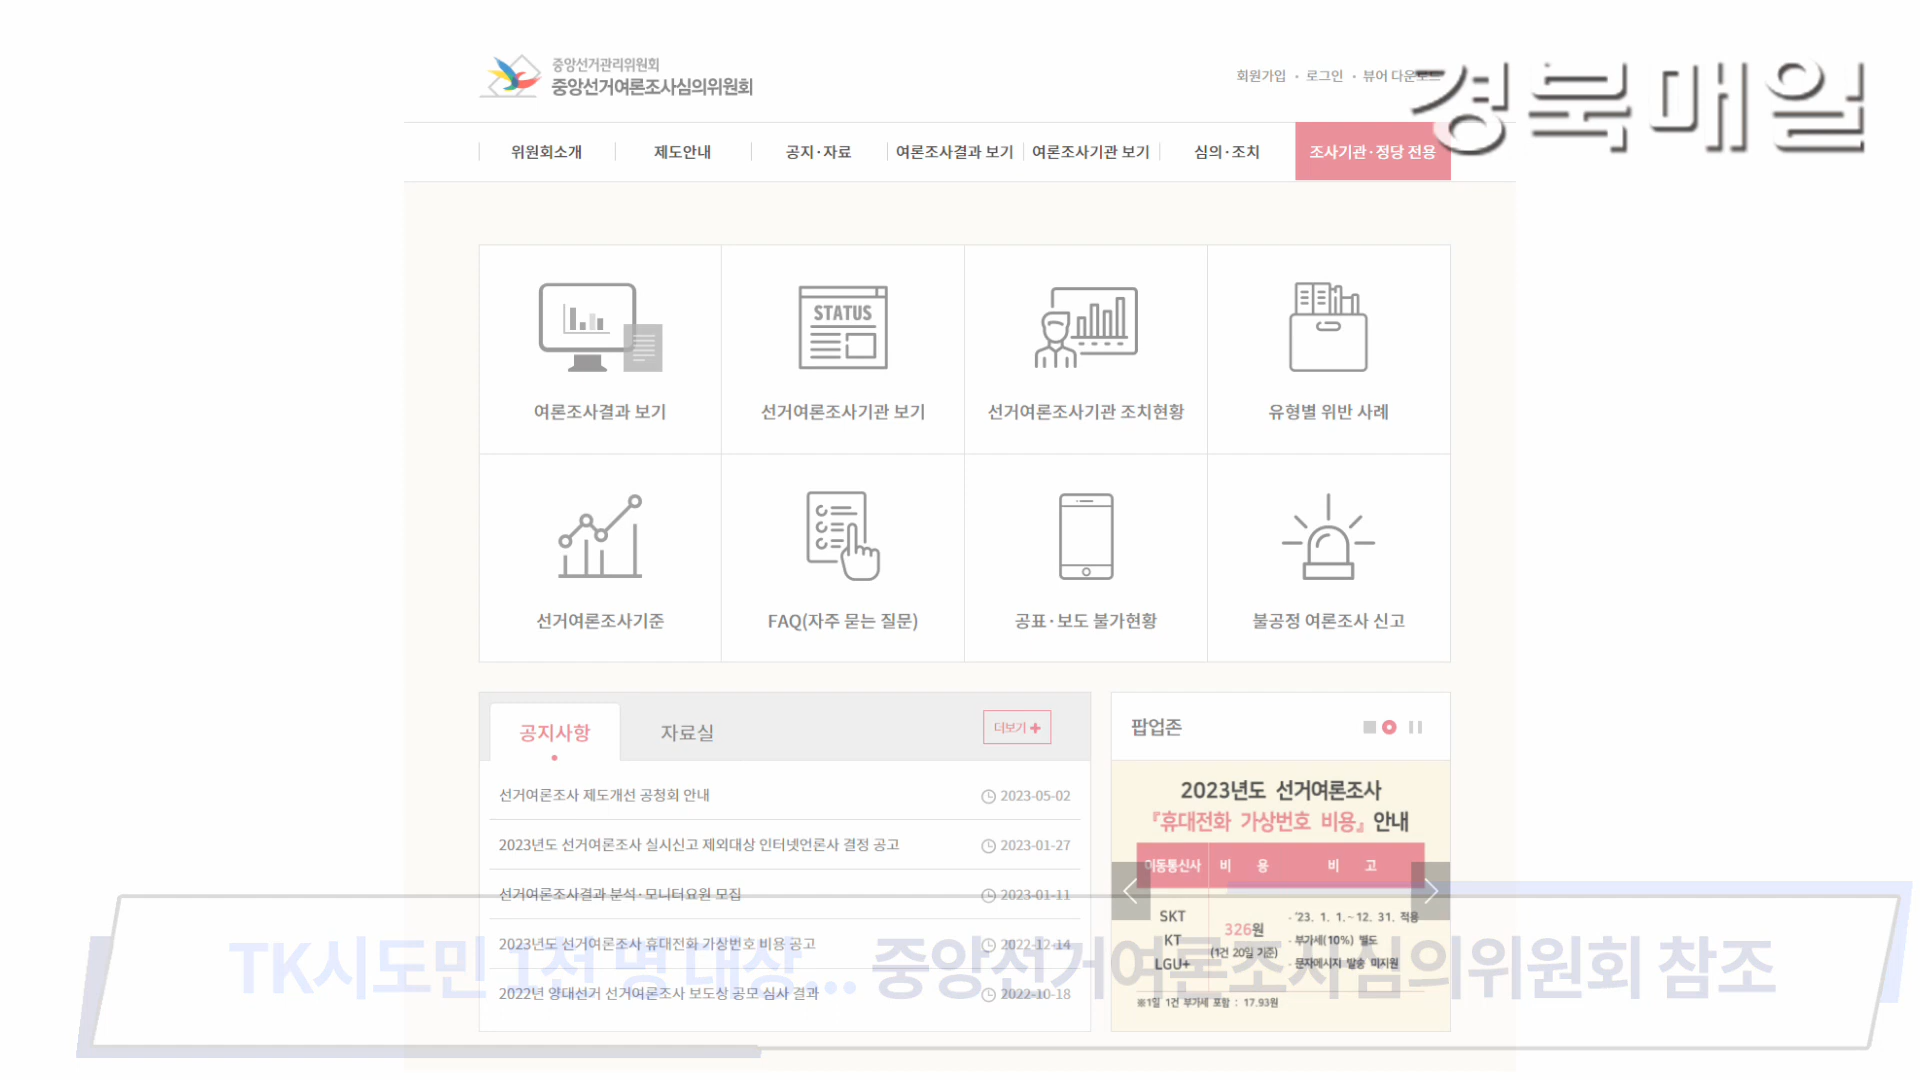 중앙선거관리위원회
중앙선거여론조사심의위원회
회원가입 · 로그인 · 뷰어 다운로드
경북매일
위원회소개 제도안내 공지·자료 여론조사결과 보기 여론조사기관 보기 심의·조치 조사기관·정당 전용
STATUS
여론조사결과 보기 선거여론조사기관 보기 선거여론조사기관 조치현황 유형별 위반 사례
선거여론조사기준 FAQ(자주 묻는 질문) 공표·보도 불가현황 불공정 여론조사 신고
공지사항 자료실 더보기
선거여론조사 제도개선 공청회 안내 2023-05-02
2023년도 선거여론조사 실시신고 제외대상 인터넷언론사 결정 공고 2023-01-27
선거여론조사결과 분석·모니터요원 모집 2023-01-11
2023년도 선거여론조사 휴대전화 가상번호 비용 공고 2022-12-14
2022년 양대선거 선거여론조사 보도상 공모 심사 결과 2022-10-18
팝업존
2023년도 선거여론조사
『휴대전화 가상번호 비용』 안내
이동통신사 비 용 비 고
SKT
KT
LGU+
326원
(1건 20일 기준)
- '23. 1. 1.~12. 31. 적용
- 부가세(10%) 별도
- 문자메시지 발송 미지원
※1일 1건 부가세 포함 : 17.93원
TK시도민 1천 명 대상... 중앙선거여론조사심의위원회 참조